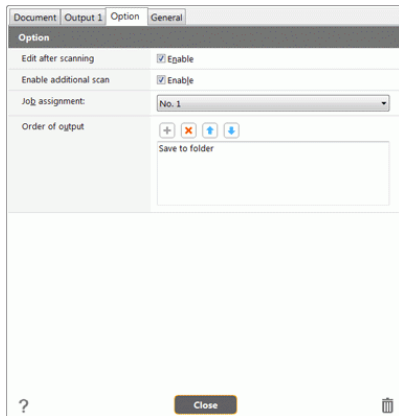 Document Output 1 Option General
Option
Edit after scanning Enable
Enable additional scan Enable
Job assignment: No. 1
Order of output
Save to folder
? Close